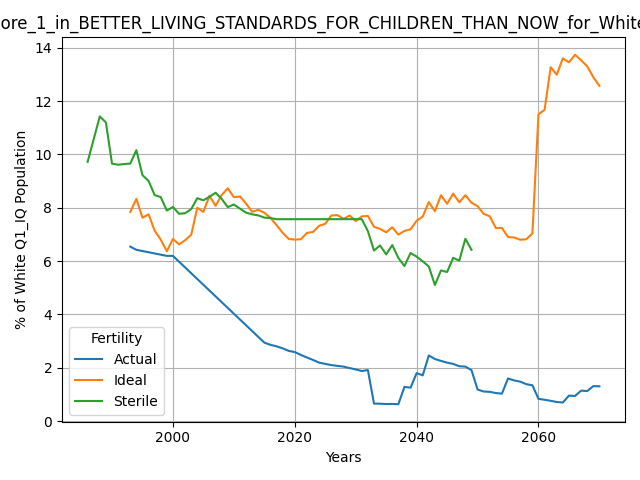 ore_1_in_BETTER_LIVING_STANDARDS_FOR_CHILDREN_THAN_NOW_for_White
14
12
10
8
6
4
2
0
% of White Q1_IQ Population
Fertility
Actual
Ideal
Sterile
2000
2020
2040
2060
Years